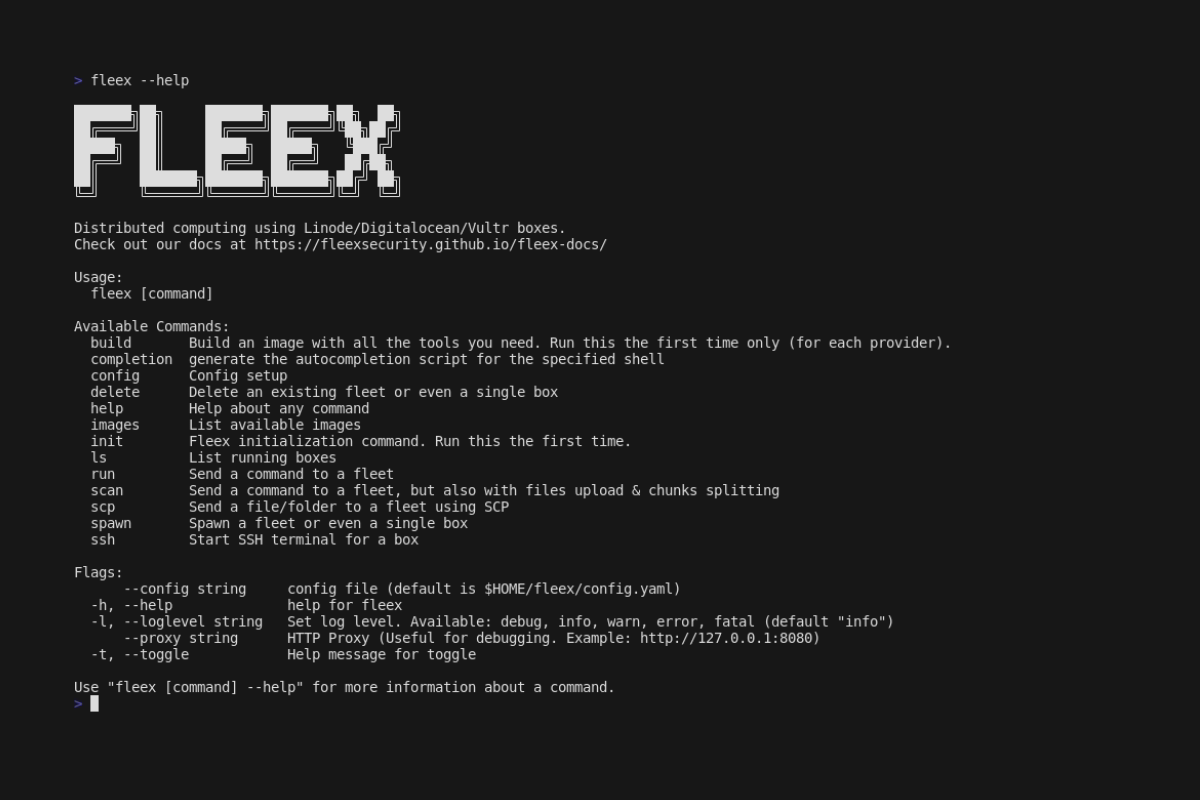 > fleex --help
FLEEX
Distributed computing using Linode/Digitalocean/Vultr boxes.
Check out our docs at https://fleexsecurity.github.io/fleex-docs/
Usage:
  fleex [command]
Available Commands:
  build       Build an image with all the tools you need. Run this the first time only (for each provider).
  completion  generate the autocompletion script for the specified shell
  config      Config setup
  delete      Delete an existing fleet or even a single box
  help        Help about any command
  images      List available images
  init        Fleex initialization command. Run this the first time.
  ls          List running boxes
  run         Send a command to a fleet
  scan        Send a command to a fleet, but also with files upload & chunks splitting
  scp         Send a file/folder to a fleet using SCP
  spawn       Spawn a fleet or even a single box
  ssh         Start SSH terminal for a box
Flags:
      --config string     config file (default is $HOME/fleex/config.yaml)
  -h, --help              help for fleex
  -l, --loglevel string   Set log level. Available: debug, info, warn, error, fatal (default "info")
      --proxy string      HTTP Proxy (Useful for debugging. Example: http://127.0.0.1:8080)
  -t, --toggle            Help message for toggle
Use "fleex [command] --help" for more information about a command.
>